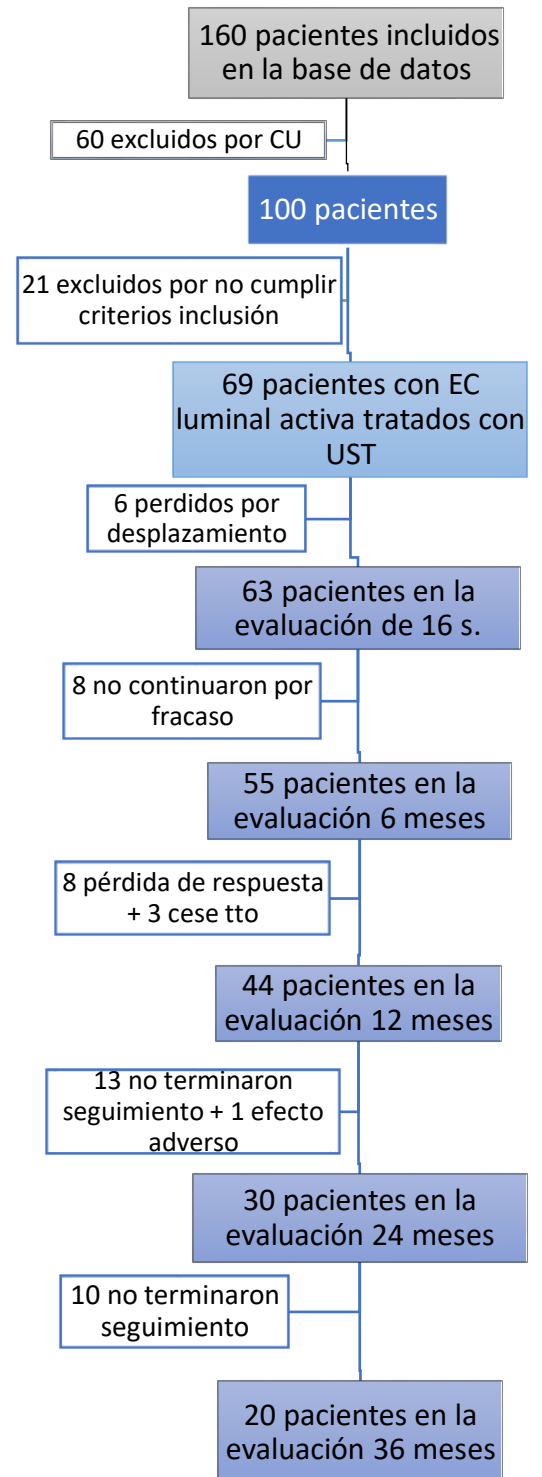 160 pacientes incluidos
en la base de datos
60 excluidos por CU
100 pacientes
21 excluidos por no cumplir
criterios inclusión
69 pacientes con EC
luminal activa tratados con
UST
6 perdidos por
desplazamiento
63 pacientes en la
evaluación de 16 s.
8 no continuaron por
fracaso
55 pacientes en la
evaluación 6 meses
8 pérdida de respuesta
+ 3 cese tto
44 pacientes en la
evaluación 12 meses
13 no terminaron
seguimiento + 1 efecto
adverso
30 pacientes en la
evaluación 24 meses
10 no terminaron
seguimiento
20 pacientes en la
evaluación 36 meses